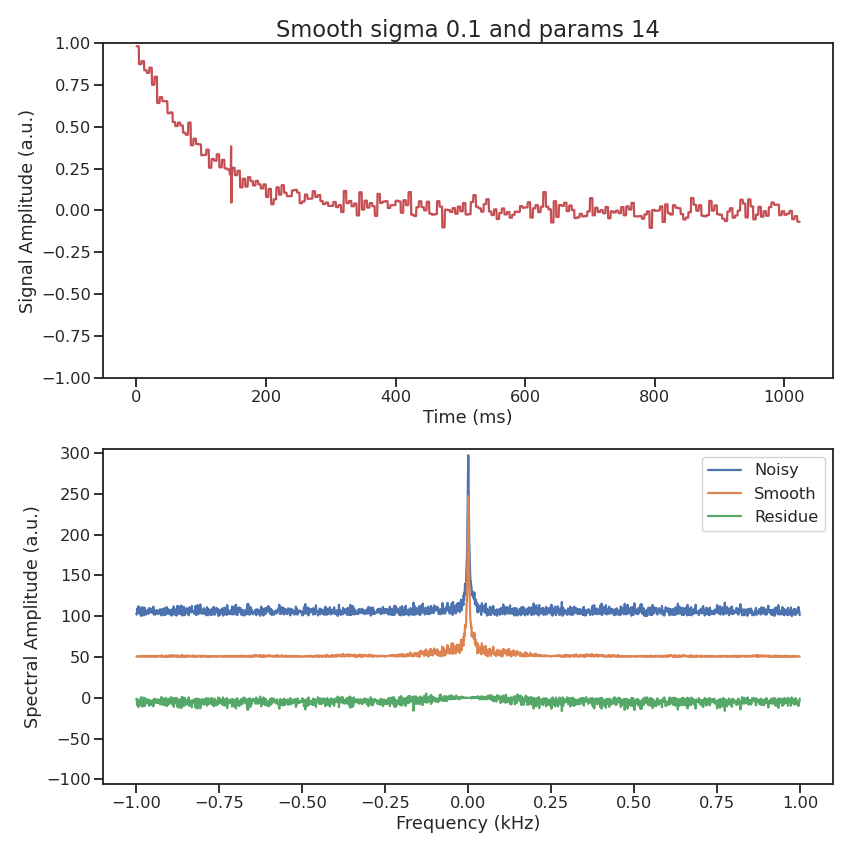 Smooth sigma 0.1 and params 14
1.00
0.75
0.50
0.25
0.00
−0.25
−0.50
−0.75
−1.00
Signal Amplitude (a.u.)
0 200 400 600 800 1000
Time (ms)
300
250
200
150
100
50
0
−50
−100
Spectral Amplitude (a.u.)
Noisy
Smooth
Residue
−1.00 −0.75 −0.50 −0.25 0.00 0.25 0.50 0.75 1.00
Frequency (kHz)